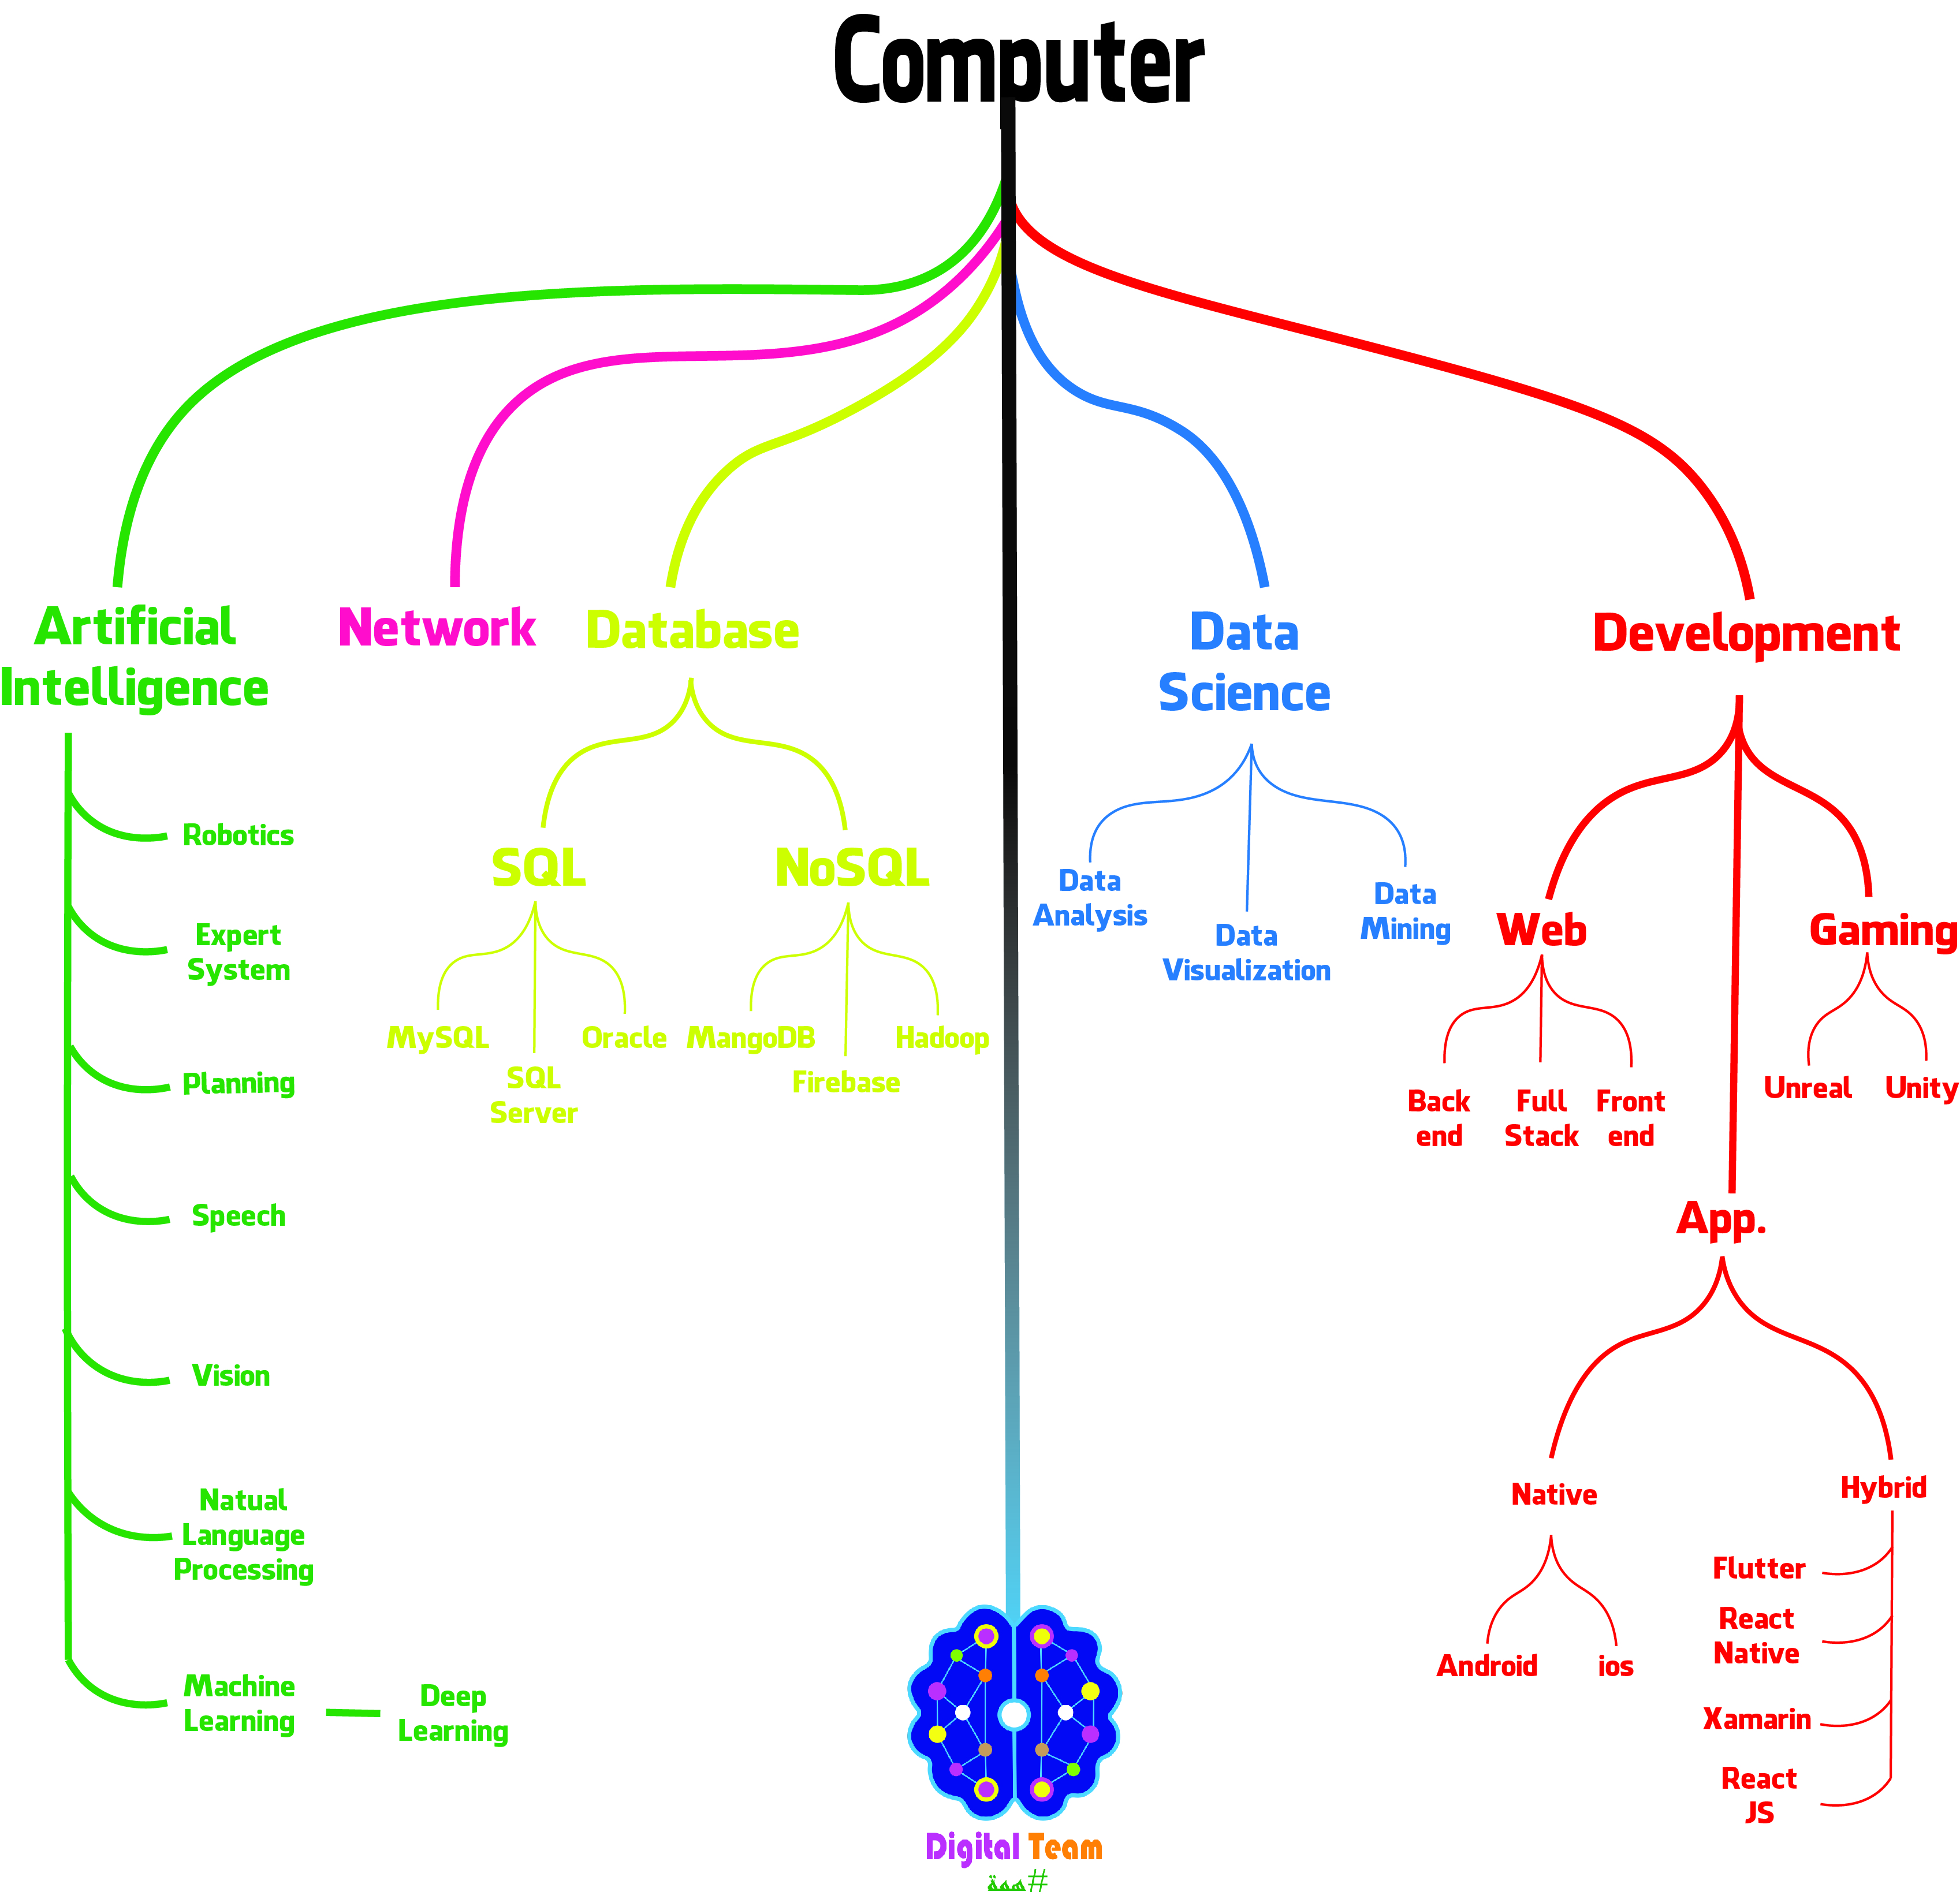 Computer
Artificial
Intelligence
Robotics
Expert
System
Planning
Speech
Vision
Natual
Language
Processing
Machine
Learning
Deep
Learning
Network
Database
SQL
MySQL
SQL
Server
Oracle
NoSQL
MangoDB
Firebase
Hadoop
Data
Science
Data
Analysis
Data
Visualization
Data
Mining
Development
Web
Back
end
Full
Stack
Front
end
Gaming
Unreal
Unity
App.
Native
Android
ios
Hybrid
Flutter
React
Native
Xamarin
React
JS
Digital Team
#همة